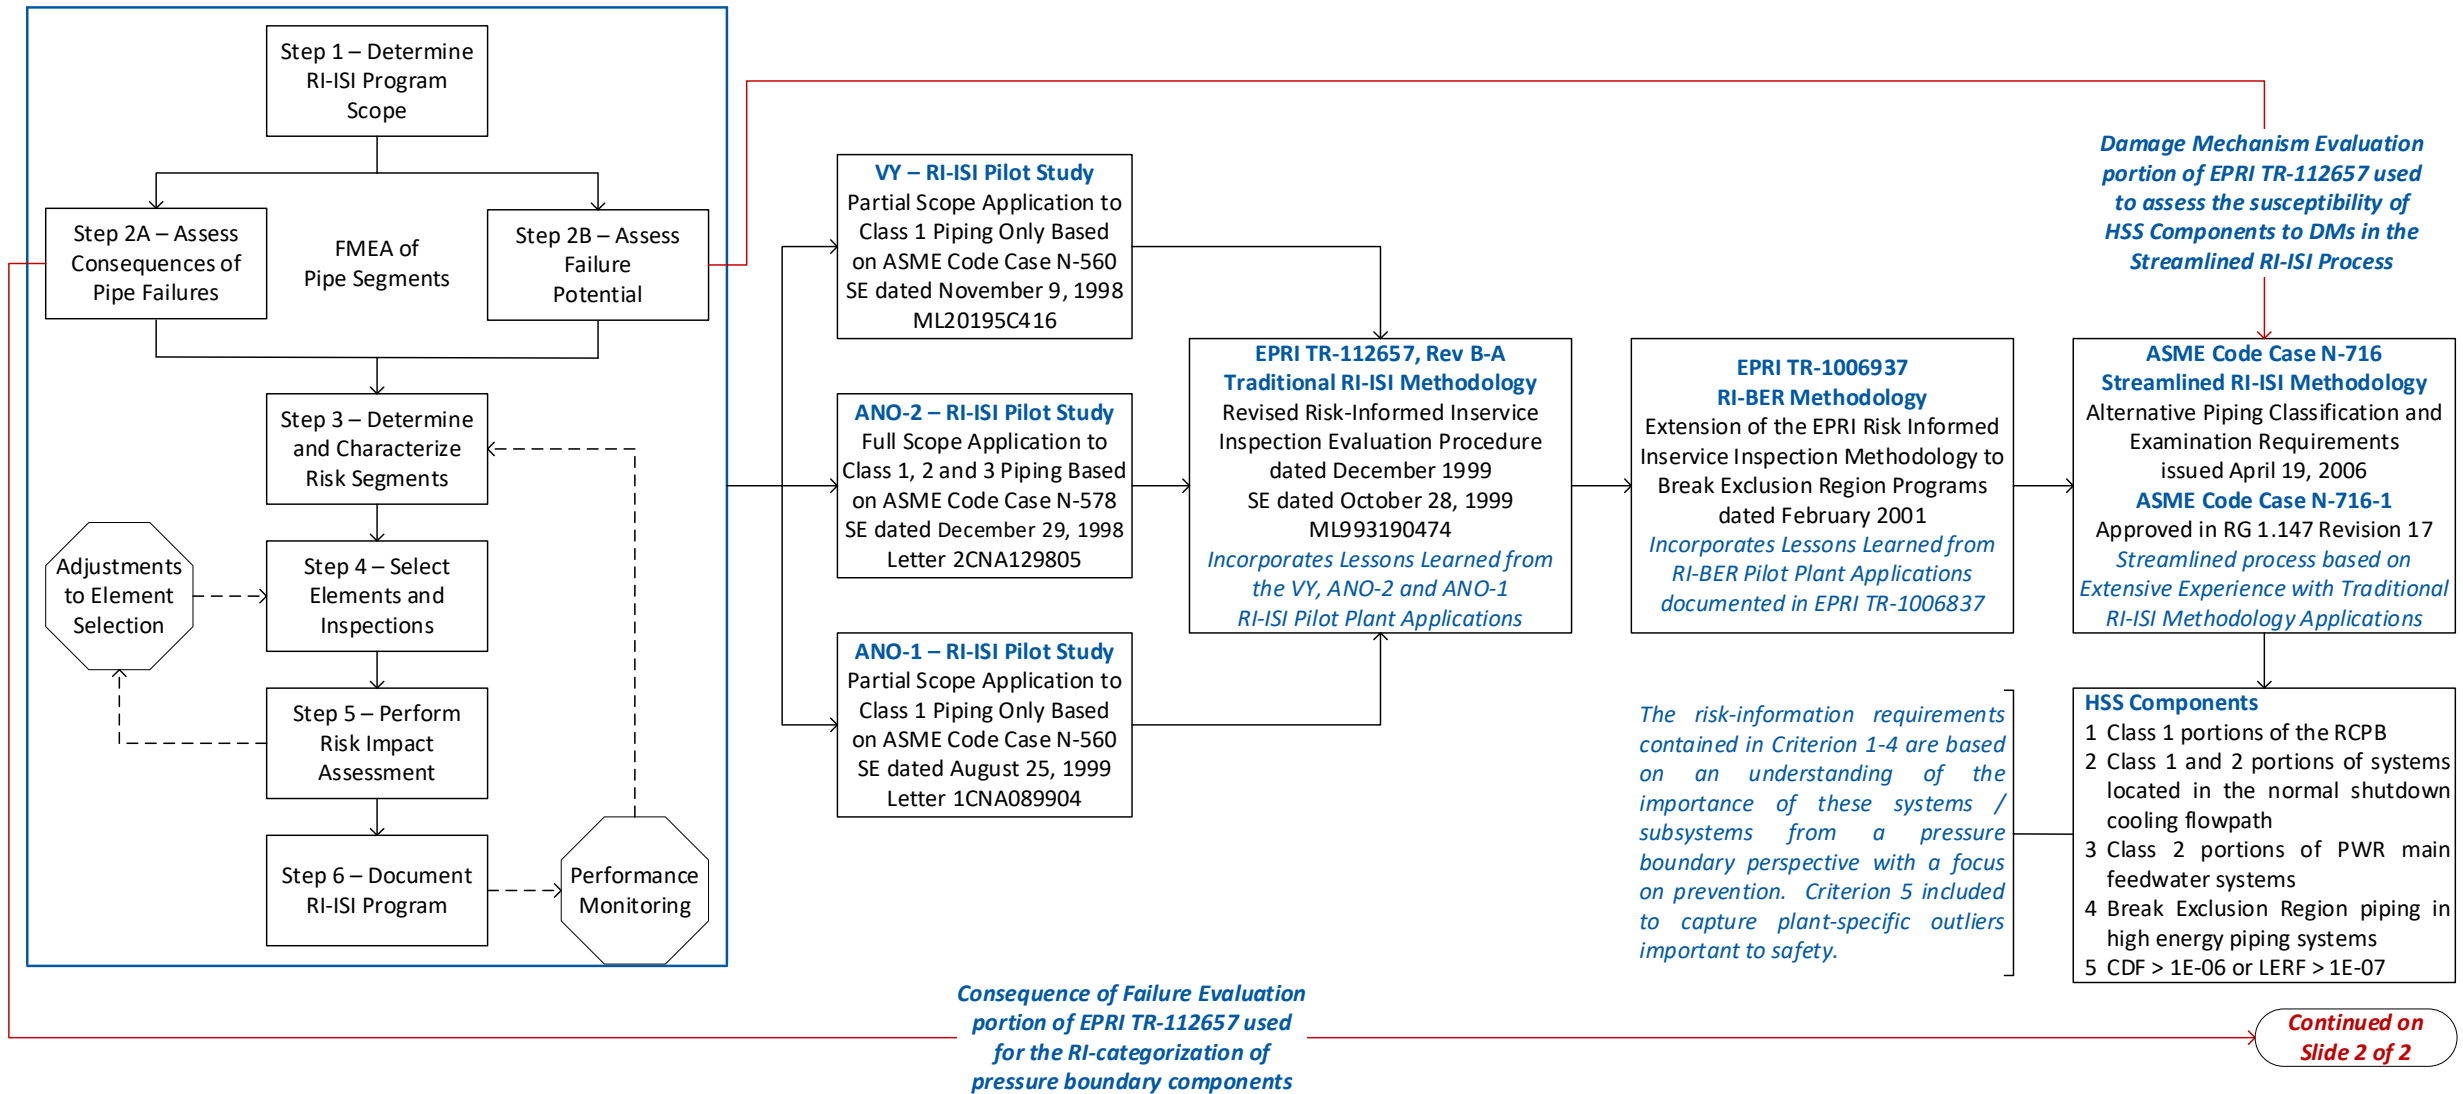 Step 1 – Determine
RI-ISI Program
Scope
Step 2A – Assess
Consequences of
Pipe Failures
FMEA of
Pipe Segments
Step 2B – Assess
Failure
Potential
Step 3 – Determine
and Characterize
Risk Segments
Adjustments
to Element
Selection
Step 4 – Select
Elements and
Inspections
Step 5 – Perform
Risk Impact
Assessment
Step 6 – Document
RI-ISI Program
Performance
Monitoring
VY – RI-ISI Pilot Study
Partial Scope Application to
Class 1 Piping Only Based
on ASME Code Case N-560
SE dated November 9, 1998
ML20195C416
ANO-2 – RI-ISI Pilot Study
Full Scope Application to
Class 1, 2 and 3 Piping Based
on ASME Code Case N-578
SE dated December 29, 1998
Letter 2CNA129805
ANO-1 – RI-ISI Pilot Study
Partial Scope Application to
Class 1 Piping Only Based
on ASME Code Case N-560
SE dated August 25, 1999
Letter 1CNA089904
EPRI TR-112657, Rev B-A
Traditional RI-ISI Methodology
Revised Risk-Informed Inservice
Inspection Evaluation Procedure
dated December 1999
SE dated October 28, 1999
ML993190474
Incorporates Lessons Learned from
the VY, ANO-2 and ANO-1
RI-ISI Pilot Plant Applications
EPRI TR-1006937
RI-BER Methodology
Extension of the EPRI Risk Informed
Inservice Inspection Methodology to
Break Exclusion Region Programs
dated February 2001
Incorporates Lessons Learned from
RI-BER Pilot Plant Applications
documented in EPRI TR-1006837
Damage Mechanism Evaluation
portion of EPRI TR-112657 used
to assess the susceptibility of
HSS Components to DMs in the
Streamlined RI-ISI Process
ASME Code Case N-716
Streamlined RI-ISI Methodology
Alternative Piping Classification and
Examination Requirements
issued April 19, 2006
ASME Code Case N-716-1
Approved in RG 1.147 Revision 17
Streamlined process based on
Extensive Experience with Traditional
RI-ISI Methodology Applications
The risk-information requirements
contained in Criterion 1-4 are based
on an understanding of the
importance of these systems /
subsystems from a pressure
boundary perspective with a focus
on prevention. Criterion 5 included
to capture plant-specific outliers
important to safety.
HSS Components
1 Class 1 portions of the RCPB
2 Class 1 and 2 portions of systems
located in the normal shutdown
cooling flowpath
3 Class 2 portions of PWR main
feedwater systems
4 Break Exclusion Region piping in
high energy piping systems
5 CDF > 1E-06 or LERF > 1E-07
Consequence of Failure Evaluation
portion of EPRI TR-112657 used
for the RI-categorization of
pressure boundary components
Continued on
Slide 2 of 2